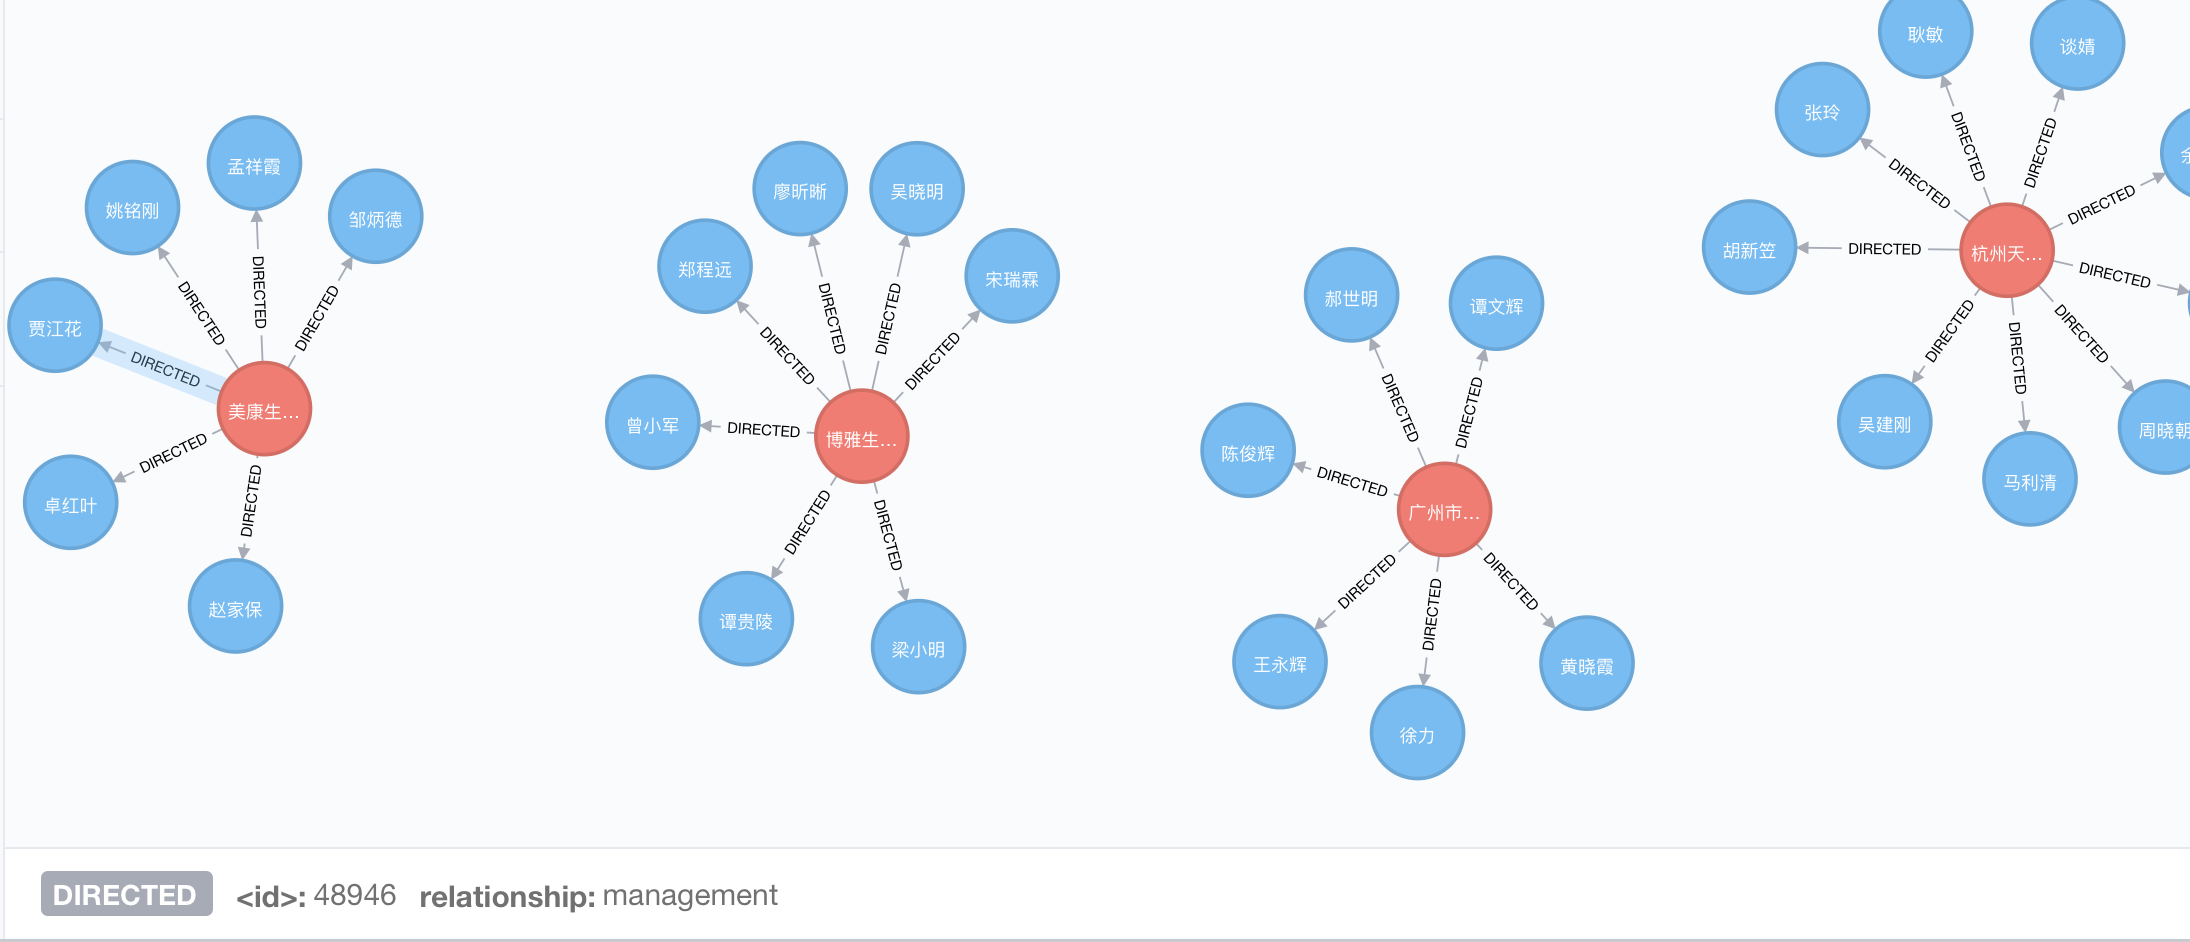 孟祥霞
姚铭刚
邹炳德
贾江花
美康生...
卓红叶
赵家保
DIRECTED
DIRECTED
DIRECTED
DIRECTED
DIRECTED
DIRECTED
廖昕晰
吴晓明
郑程远
宋瑞霖
曾小军
博雅生...
谭贵陵
梁小明
DIRECTED
DIRECTED
DIRECTED
DIRECTED
DIRECTED
DIRECTED
DIRECTED
郝世明
谭文辉
陈俊辉
广州市...
王永辉
徐力
黄晓霞
DIRECTED
DIRECTED
DIRECTED
DIRECTED
DIRECTED
DIRECTED
耿敏
谈婧
张玲
胡新笠
杭州天...
吴建刚
马利清
周晓朝
DIRECTED
DIRECTED
DIRECTED
DIRECTED
DIRECTED
DIRECTED
DIRECTED
DIRECTED
DIRECTED
DIRECTED <id>: 48946 relationship: management